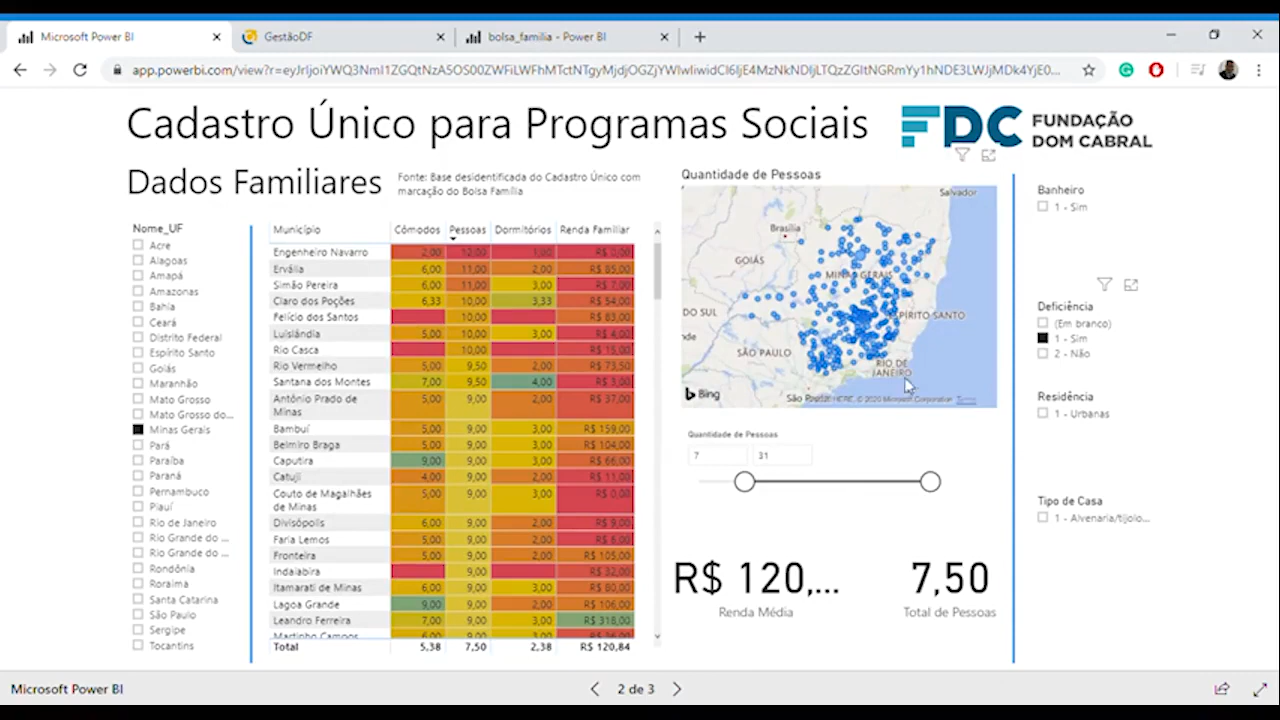 Microsoft Power BI
GestãoDF
bolsa_familia - Power BI
Cadastro Único para Programas Sociais
FDC FUNDAÇÃO
DOM CABRAL
Dados Familiares
Fonte: Base desidentificada do Cadastro Único com
marcação do Bolsa Família
Nome_UF
Acre
Alagoas
Amapá
Amazonas
Bahia
Ceará
Distrito Federal
Espírito Santo
Goiás
Maranhão
Mato Grosso
Mato Grosso do...
Minas Gerais
Pará
Paraíba
Paraná
Pernambuco
Piauí
Rio de Janeiro
Rio Grande do ...
Rio Grande do ...
Rondônia
Roraima
Santa Catarina
São Paulo
Sergipe
Tocantins
Município Cômodos Pessoas Dormitórios Renda Familiar
Engenheiro Navarro 2,00 12,00 1,00 R$ 0,00
Ervália 6,00 11,00 2,00 R$ 85,00
Simão Pereira 6,00 11,00 3,00 R$ 7,00
Claro dos Poções 6,33 10,00 3,33 R$ 54,00
Felício dos Santos 10,00 R$ 83,00
Luislândia 5,00 10,00 3,00 R$ 4,00
Rio Casca 10,00 R$ 15,00
Rio Vermelho 5,00 9,50 2,00 R$ 73,50
Santana dos Montes 7,00 9,50 4,00 R$ 3,00
Antônio Prado de 5,00 9,00 2,00 R$ 37,00
Minas
Bambuí 5,00 9,00 3,00 R$ 159,00
Belmiro Braga 5,00 9,00 3,00 R$ 104,00
Caputira 9,00 9,00 3,00 R$ 66,00
Catuji 4,00 9,00 2,00 R$ 11,00
Couto de Magalhães 5,00 9,00 3,00 R$ 0,00
de Minas
Divisópolis 6,00 9,00 2,00 R$ 9,00
Faria Lemos 5,00 9,00 2,00 R$ 6,00
Fronteira 5,00 9,00 2,00 R$ 105,00
Indaiabira 9,00 R$ 32,00
Itamarati de Minas 6,00 9,00 3,00 R$ 80,00
Lagoa Grande 9,00 9,00 2,00 R$ 106,00
Leandro Ferreira 7,00 9,00 3,00 R$ 318,00
Martinho Campos 6,00 9,00 3,00
Total 5,38 7,50 2,38 R$ 120,84
Quantidade de Pessoas
Salvador
Brasília
GOIÁS
MINAS GERAIS
DO SUL
ESPÍRITO SANTO
SÃO PAULO
RIO DE
JANEIRO
Bing
HERE, © 2020 Microsoft Corporation Terms
Quantidade de Pessoas
7 31
R$ 120,...
Renda Média
7,50
Total de Pessoas
Banheiro
1 - Sim
Deficiência
(Em branco)
1 - Sim
2 - Não
Residência
1 - Urbanas
Tipo de Casa
1 - Alvenaria/tijolo...
Microsoft Power BI
2 de 3